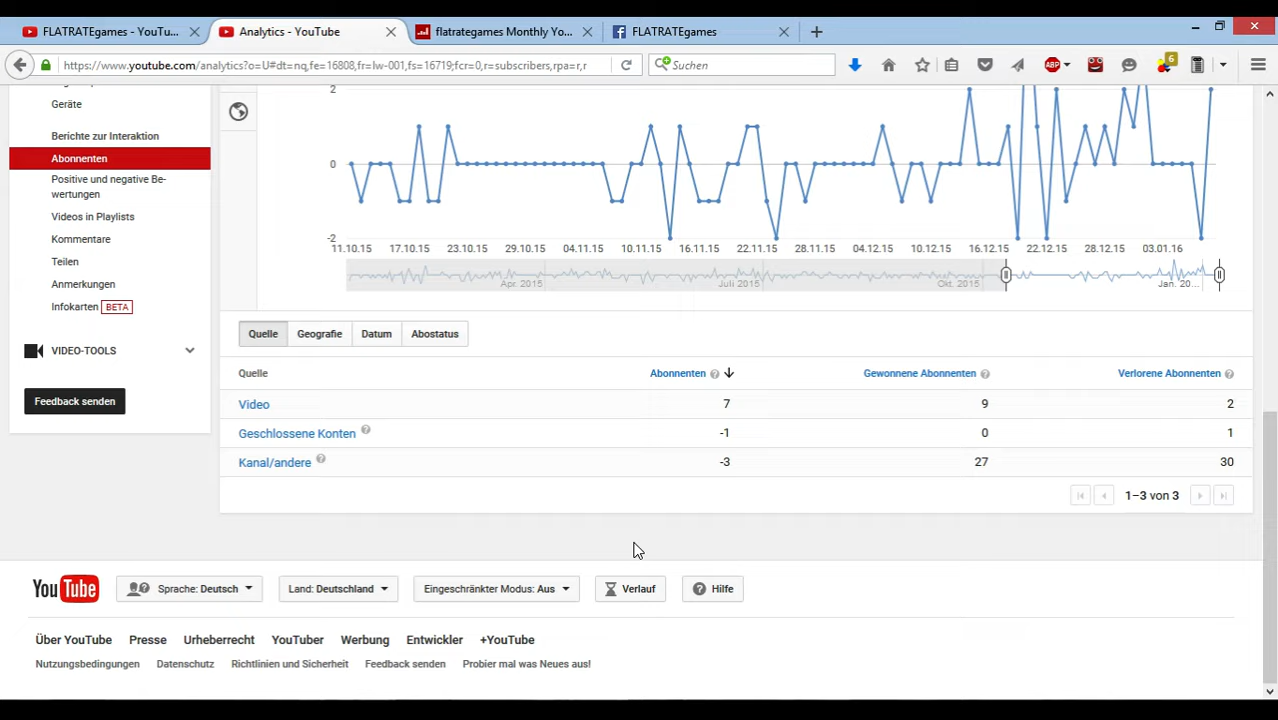 FLATRATEgames - YouTu...
Analytics - YouTube
flatrategames Monthly Yo...
FLATRATEgames
https://www.youtube.com/analytics?o=U#dt=nq,fe=16808,fr=lw-001,fs=16719;fcr=0,r=subscribers,rpa=r,r
Suchen
ABP
6
Geräte
Berichte zur Interaktion
Abonnenten
Positive und negative Be-
wertungen
Videos in Playlists
Kommentare
Teilen
Anmerkungen
Infokarten BETA
VIDEO-TOOLS
Feedback senden
2
0
-2
11.10.15 17.10.15 23.10.15 29.10.15 04.11.15 10.11.15 16.11.15 22.11.15 28.11.15 04.12.15 10.12.15 16.12.15 22.12.15 28.12.15 03.01.16
Apr. 2015 Juli 2015 Okt. 2015 Jan. 20...
Quelle Geografie Datum Abostatus
Quelle Abonnenten ? Gewonnene Abonnenten ? Verlorene Abonnenten ?
Video 7 9 2
Geschlossene Konten ? -1 0 1
Kanal/andere ? -3 27 30
1–3 von 3
YouTube Sprache: Deutsch Land: Deutschland Eingeschränkter Modus: Aus Verlauf Hilfe
Über YouTube Presse Urheberrecht YouTuber Werbung Entwickler +YouTube
Nutzungsbedingungen Datenschutz Richtlinien und Sicherheit Feedback senden Probier mal was Neues aus!